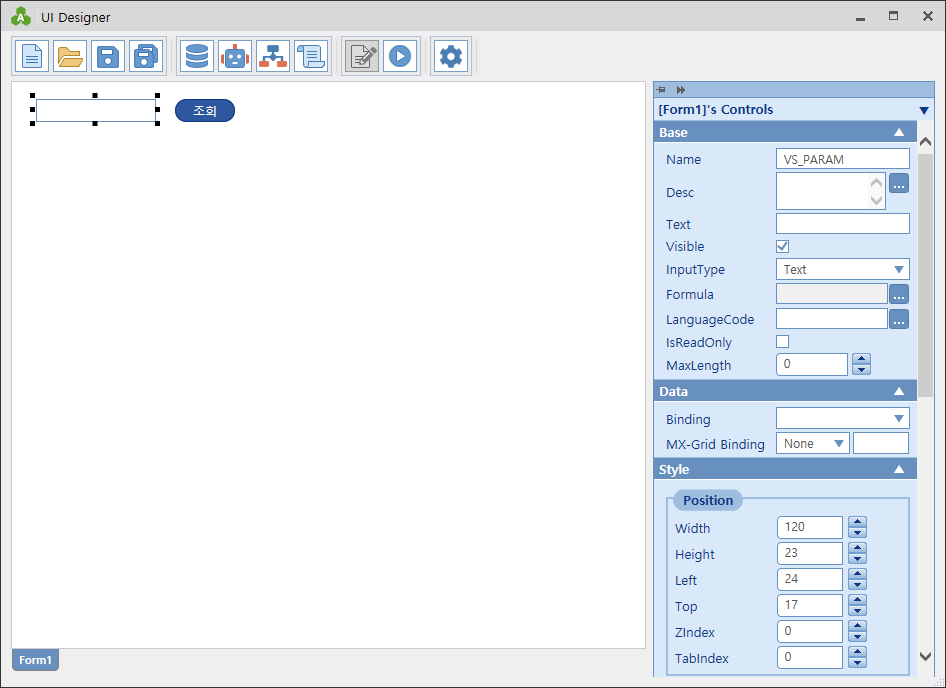 UI Designer
조회
[Form1]'s Controls
Base
Name VS_PARAM
Desc ...
Text
Visible
InputType Text
Formula ...
LanguageCode ...
IsReadOnly
MaxLength 0
Data
Binding
MX-Grid Binding None
Style
Position
Width 120
Height 23
Left 24
Top 17
ZIndex 0
TabIndex 0
Form1